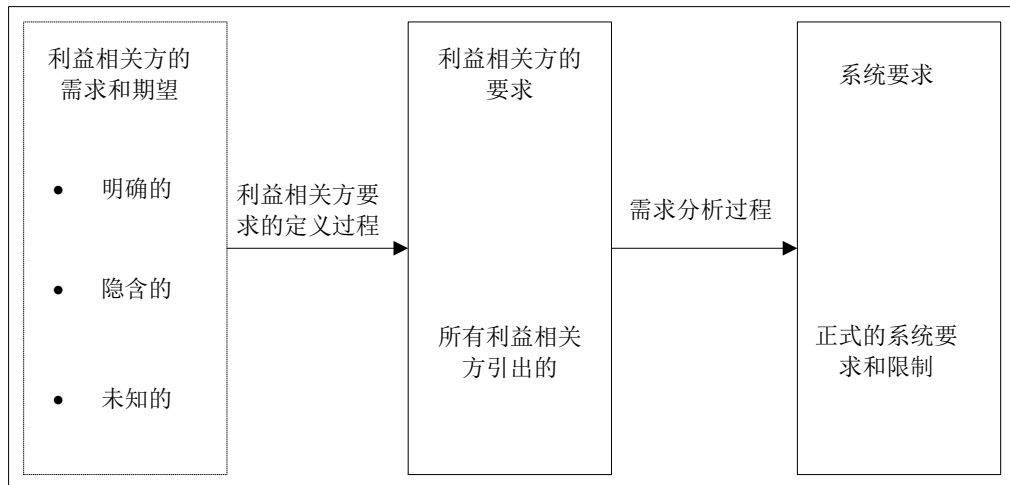 利益相关方的
需求和期望
• 明确的
• 隐含的
• 未知的
利益相关方要
求的定义过程
利益相关方的
要求
所有利益相关
方引出的
需求分析过程
系统要求
正式的系统要
求和限制